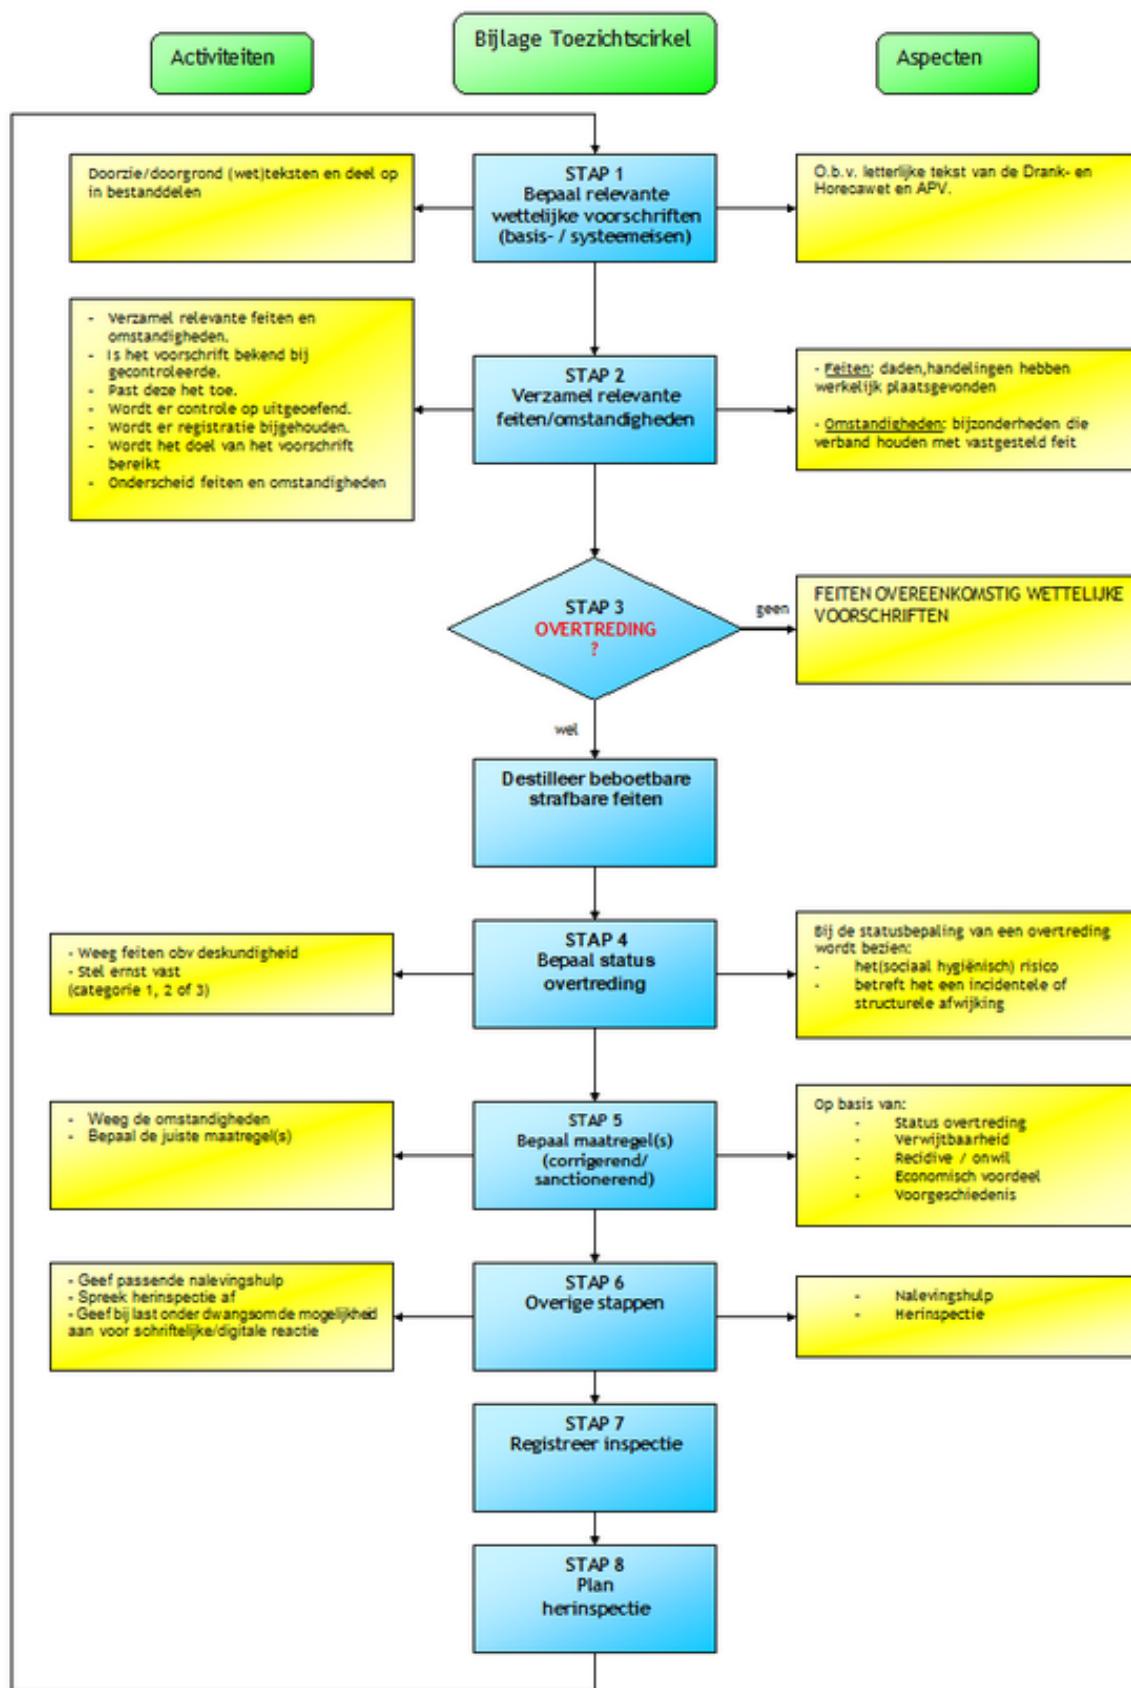 Activiteiten
Bijlage Toezichtscirkel
Aspecten
Doorzie/doorgrond (wet)teksten en deel op
in bestanddelen
STAP 1
Bepaal relevante
wettelijke voorschriften
(basis- / systeemeisen)
O.b.v. letterlijke tekst van de Drank- en
Horecawet en APV.
- Verzamel relevante feiten en
omstandigheden.
- Is het voorschrift bekend bij
gecontroleerde.
- Past deze het toe.
- Wordt er controle op uitgeoefend.
- Wordt er registratie bijgehouden.
- Wordt het doel van het voorschrift
bereikt
- Onderscheid feiten en omstandigheden
STAP 2
Verzamel relevante
feiten/omstandigheden
- Feiten: daden,handelingen hebben
werkelijk plaatsgevonden
- Omstandigheden: bijzonderheden die
verband houden met vastgesteld feit
STAP 3
OVERTREDING
?
geen
FEITEN OVEREENKOMSTIG WETTELIJKE
VOORSCHRIFTEN
wel
Destilleer beboetbare
strafbare feiten
- Weeg feiten obv deskundigheid
- Stel ernst vast
(categorie 1, 2 of 3)
STAP 4
Bepaal status
overtreding
Bij de statusbepaling van een overtreding
wordt bezien:
- het(sociaal hygiënisch) risico
- betreft het een incidentele of
structurele afwijking
- Weeg de omstandigheden
- Bepaal de juiste maatregel(s)
STAP 5
Bepaal maatregel(s)
(corrigerend/
sanctionerend)
Op basis van:
- Status overtreding
- Verwijtbaarheid
- Recidive / onwil
- Economisch voordeel
- Voorgeschiedenis
- Geef passende nalevingshulp
- Spreek herinspectie af
- Geef bij last onder dwangsom de mogelijkheid
aan voor schriftelijke/digitale reactie
STAP 6
Overige stappen
- Nalevingshulp
- Herinspectie
STAP 7
Registreer inspectie
STAP 8
Plan
herinspectie